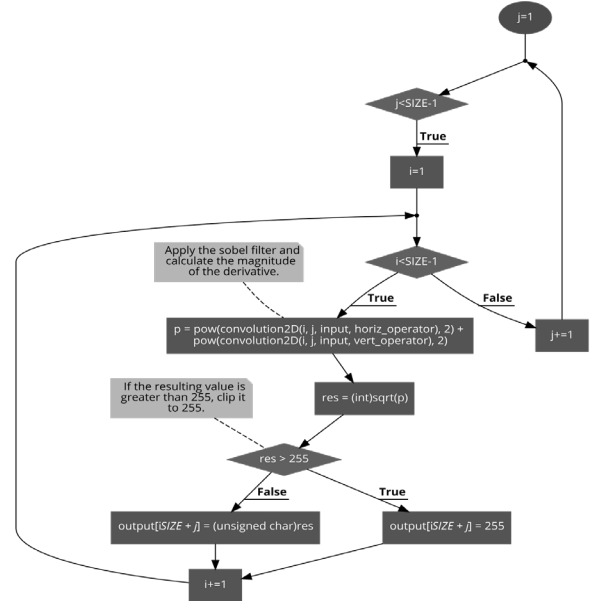 j=1
j<SIZE-1
True
i=1
i<SIZE-1
Apply the sobel filter and
calculate the magnitude
of the derivative.
True
False
p = pow(convolution2D(i, j, input, horiz_operator), 2) +
pow(convolution2D(i, j, input, vert_operator), 2)
j+=1
If the resulting value is
greater than 255, clip it
to 255.
res = (int)sqrt(p)
res > 255
False
True
output[iSIZE + j] = (unsigned char)res
output[iSIZE + j] = 255
i+=1